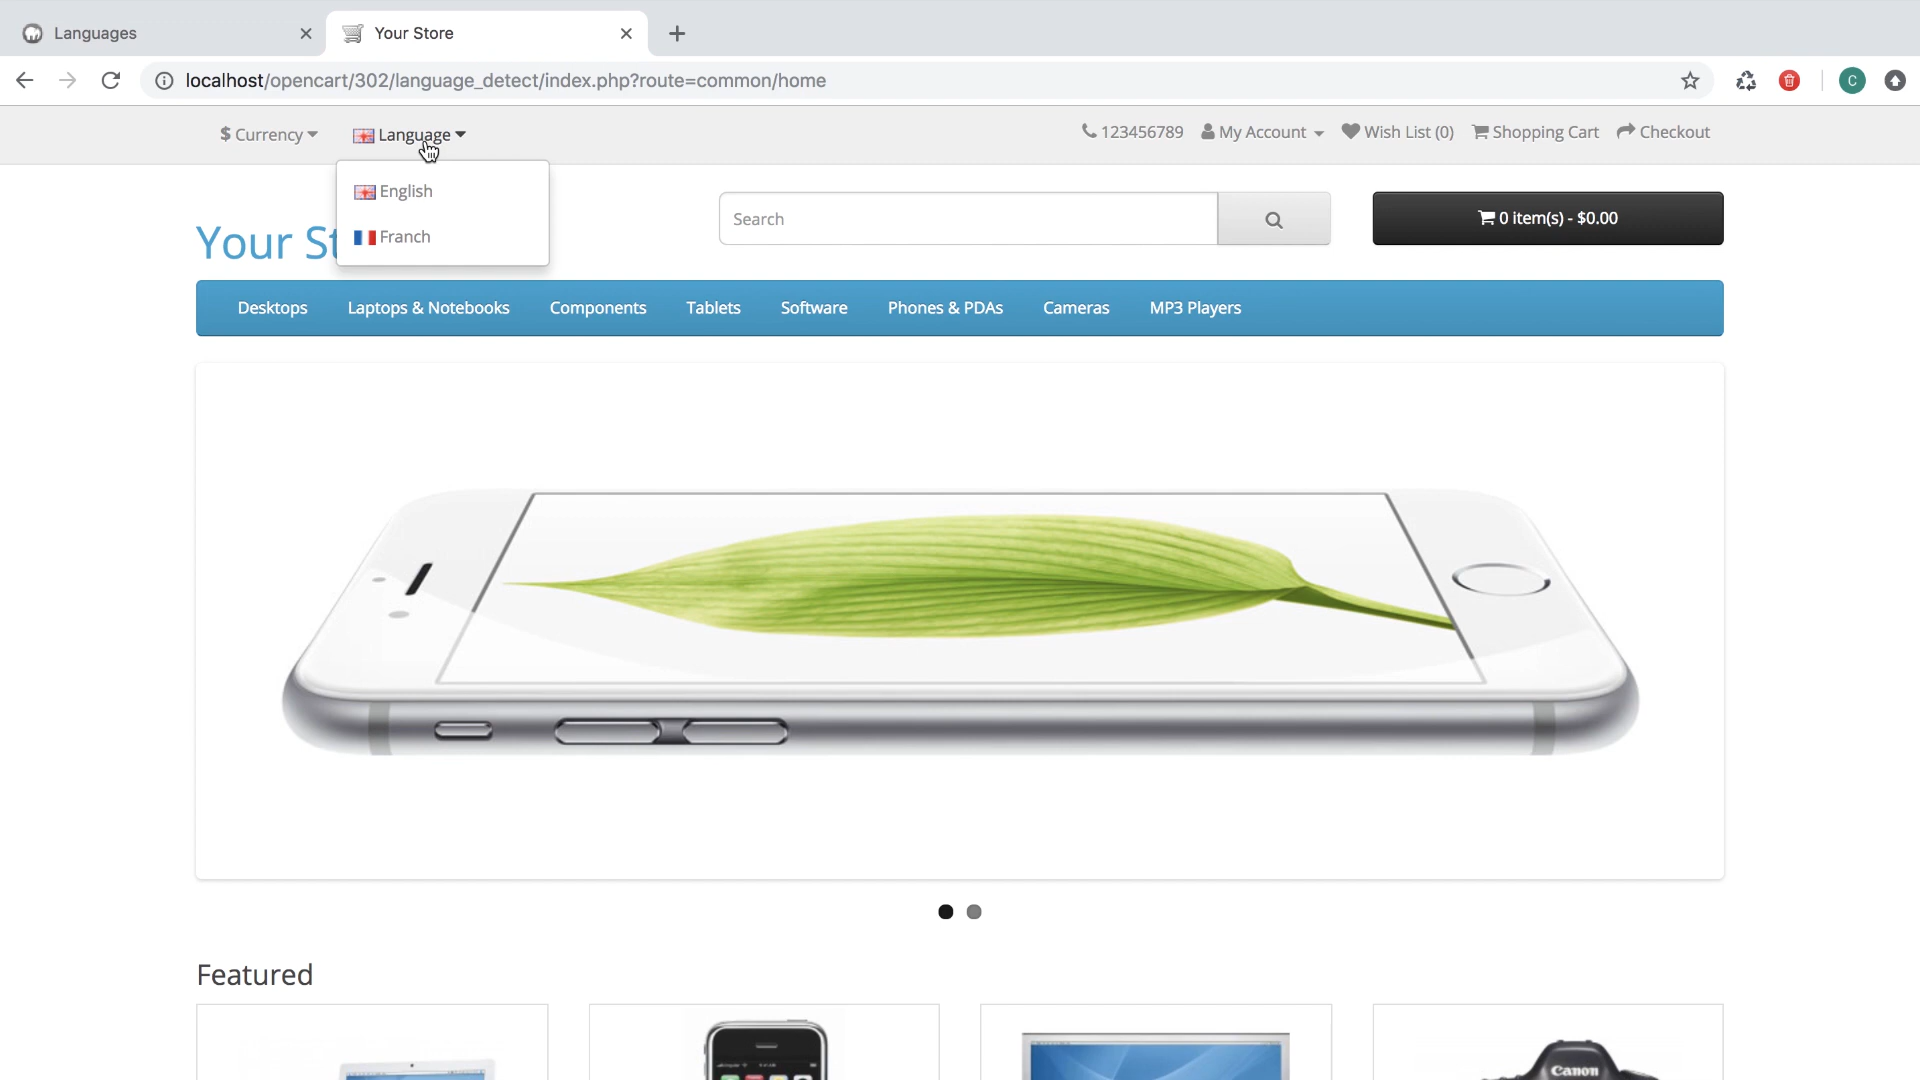 Languages
Your Store
localhost/opencart/302/language_detect/index.php?route=common/home
C
$ Currency Language 123456789 My Account Wish List (0) Shopping Cart Checkout
English
Franch
Your St
Search
0 item(s) - $0.00
Desktops Laptops & Notebooks Components Tablets Software Phones & PDAs Cameras MP3 Players
Featured
Canon